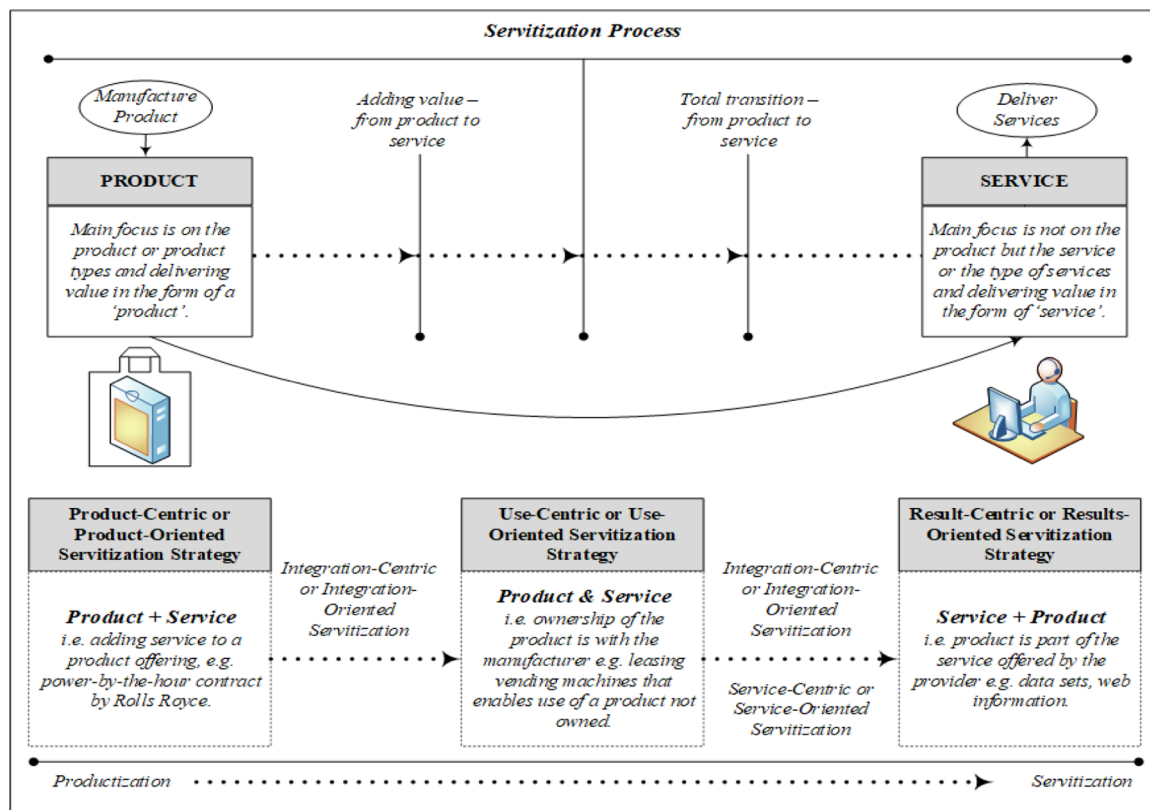 Servitization Process
Manufacture
Product
Adding value –
from product to
service
Total transition –
from product to
service
Deliver
Services
PRODUCT
Main focus is on the
product or product
types and delivering
value in the form of a
‘product’.
SERVICE
Main focus is not on the
product but the service
or the type of services
and delivering value in
the form of ‘service’.
Product-Centric or
Product-Oriented
Servitization Strategy
Product + Service
i.e. adding service to a
product offering, e.g.
power-by-the-hour contract
by Rolls Royce.
Integration-Centric
or Integration-
Oriented
Servitization
Use-Centric or Use-
Oriented Servitization
Strategy
Product & Service
i.e. ownership of the
product is with the
manufacturer e.g. leasing
vending machines that
enables use of a product not
owned.
Integration-Centric
or Integration-
Oriented
Servitization
Service-Centric or
Service-Oriented
Servitization
Result-Centric or Results-
Oriented Servitization
Strategy
Service + Product
i.e. product is part of the
service offered by the
provider e.g. data sets, web
information.
Productization
Servitization